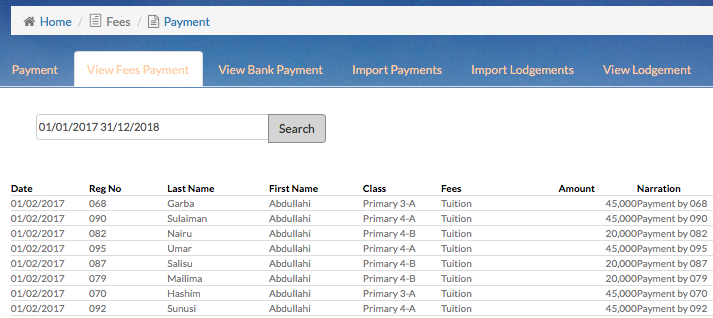 Home / Fees / Payment
Payment View Fees Payment View Bank Payment Import Payments Import Lodgements View Lodgement
01/01/2017 31/12/2018 Search
Date Reg No Last Name First Name Class Fees Amount Narration
01/02/2017 068 Garba Abdullahi Primary 3-A Tuition 45,000 Payment by 068
01/02/2017 090 Sulaiman Abdullahi Primary 4-A Tuition 45,000 Payment by 090
01/02/2017 082 Nairu Abdullahi Primary 4-B Tuition 20,000 Payment by 082
01/02/2017 095 Umar Abdullahi Primary 4-A Tuition 45,000 Payment by 095
01/02/2017 087 Salisu Abdullahi Primary 4-B Tuition 20,000 Payment by 087
01/02/2017 079 Mailima Abdullahi Primary 4-B Tuition 20,000 Payment by 079
01/02/2017 070 Hashim Abdullahi Primary 3-A Tuition 45,000 Payment by 070
01/02/2017 092 Sunusi Abdullahi Primary 4-A Tuition 45,000 Payment by 092